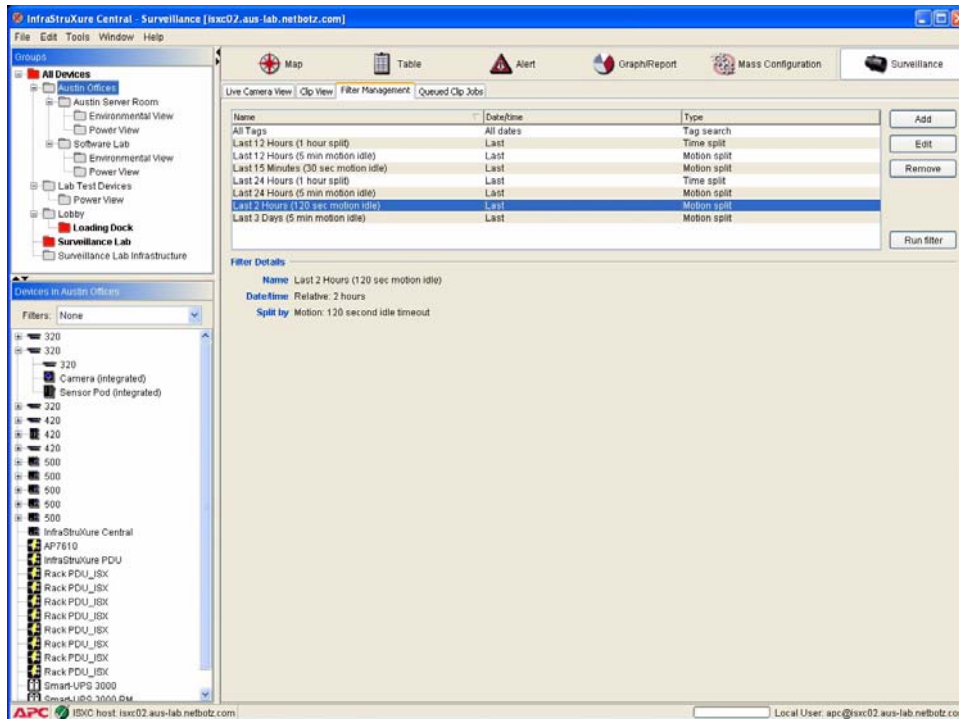 InfraStruXure Central - Surveillance [isxc02.aus-lab.netbotz.com]
File Edit Tools Window Help
Groups
All Devices
Austin Offices
Austin Server Room
Environmental View
Power View
Software Lab
Environmental View
Power View
Lab Test Devices
Power View
Lobby
Loading Dock
Surveillance Lab
Surveillance Lab Infrastructure
Devices in Austin Offices
Filters: None
320
320
320
Camera (integrated)
Sensor Pod (integrated)
320
420
420
420
500
500
500
500
500
InfraStruXure Central
AP7610
InfraStruXure PDU
Rack PDU_ISX
Rack PDU_ISX
Rack PDU_ISX
Rack PDU_ISX
Rack PDU_ISX
Rack PDU_ISX
Rack PDU_ISX
Rack PDU_ISX
Smart-UPS 3000
Smart-UPS 3000 RM
Map Table Alert Graph/Report Mass Configuration Surveillance
Live Camera View Clip View Filter Management Queued Clip Jobs
Name Date/time Type
All Tags All dates Tag search
Last 12 Hours (1 hour split) Last Time split
Last 12 Hours (5 min motion idle) Last Motion split
Last 15 Minutes (30 sec motion idle) Last Motion split
Last 24 Hours (1 hour split) Last Time split
Last 24 Hours (5 min motion idle) Last Motion split
Last 2 Hours (120 sec motion idle) Last Motion split
Last 3 Days (5 min motion idle) Last Motion split
Add
Edit
Remove
Run filter
Filter Details
Name Last 2 Hours (120 sec motion idle)
Date/time Relative: 2 hours
Split by Motion: 120 second idle timeout
APC ISXC host: isxc02.aus-lab.netbotz.com
Local User: apc@isxc02.aus-lab.netbotz.co